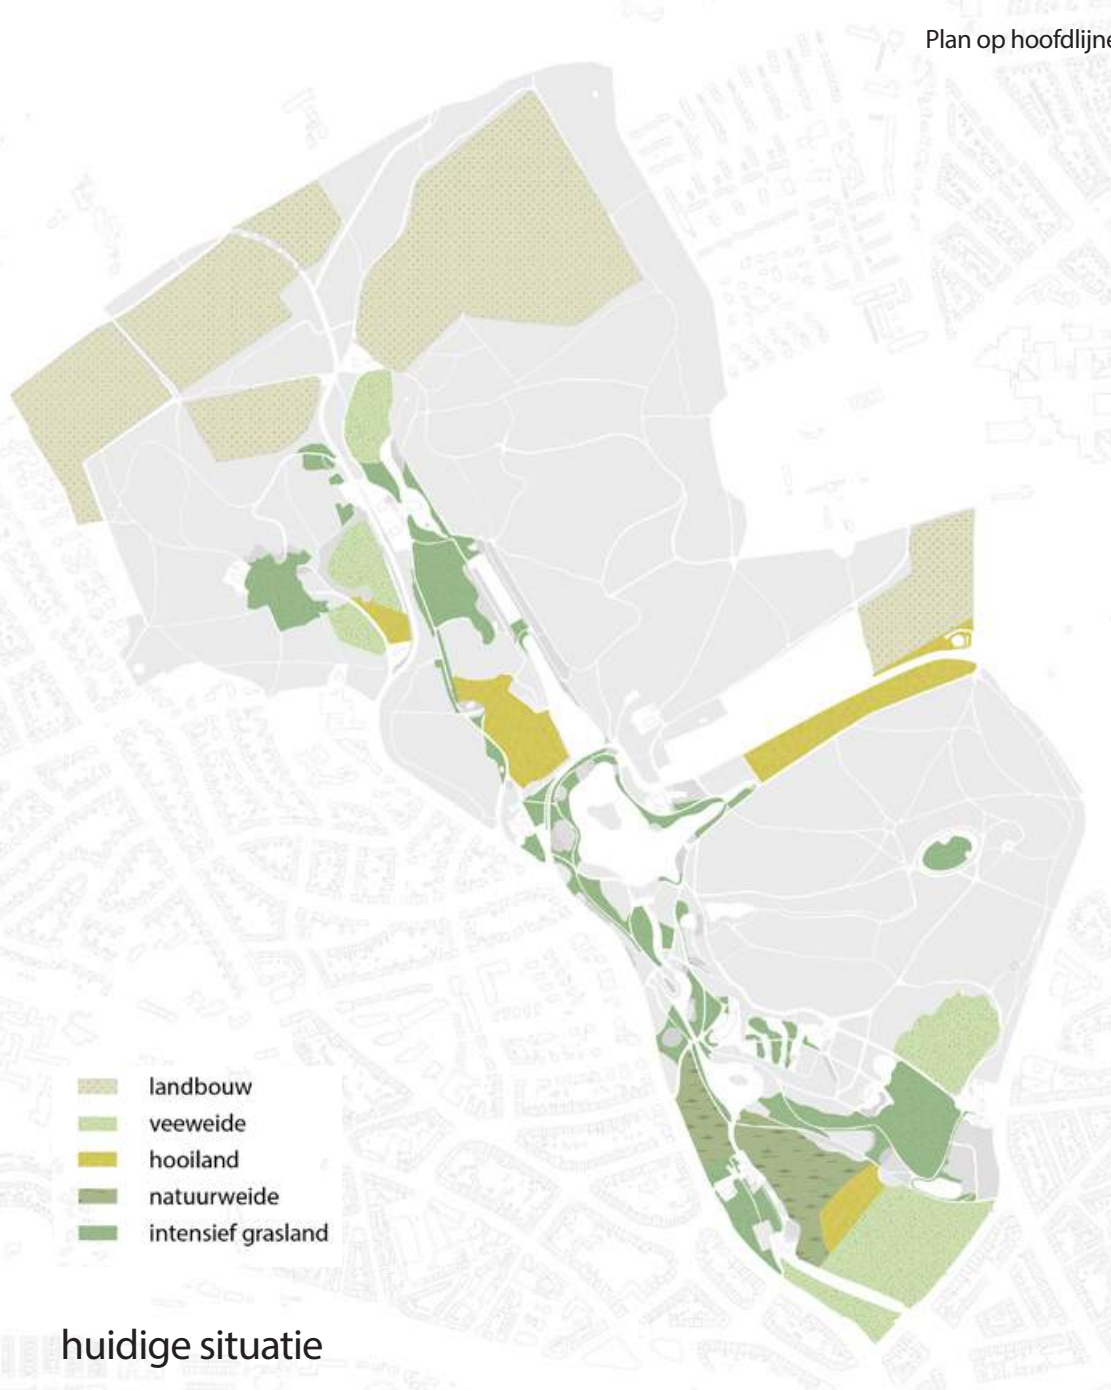 Plan op hoofdlijne
landbouw
veeweide
hooiland
natuurweide
intensief grasland
huidige situatie